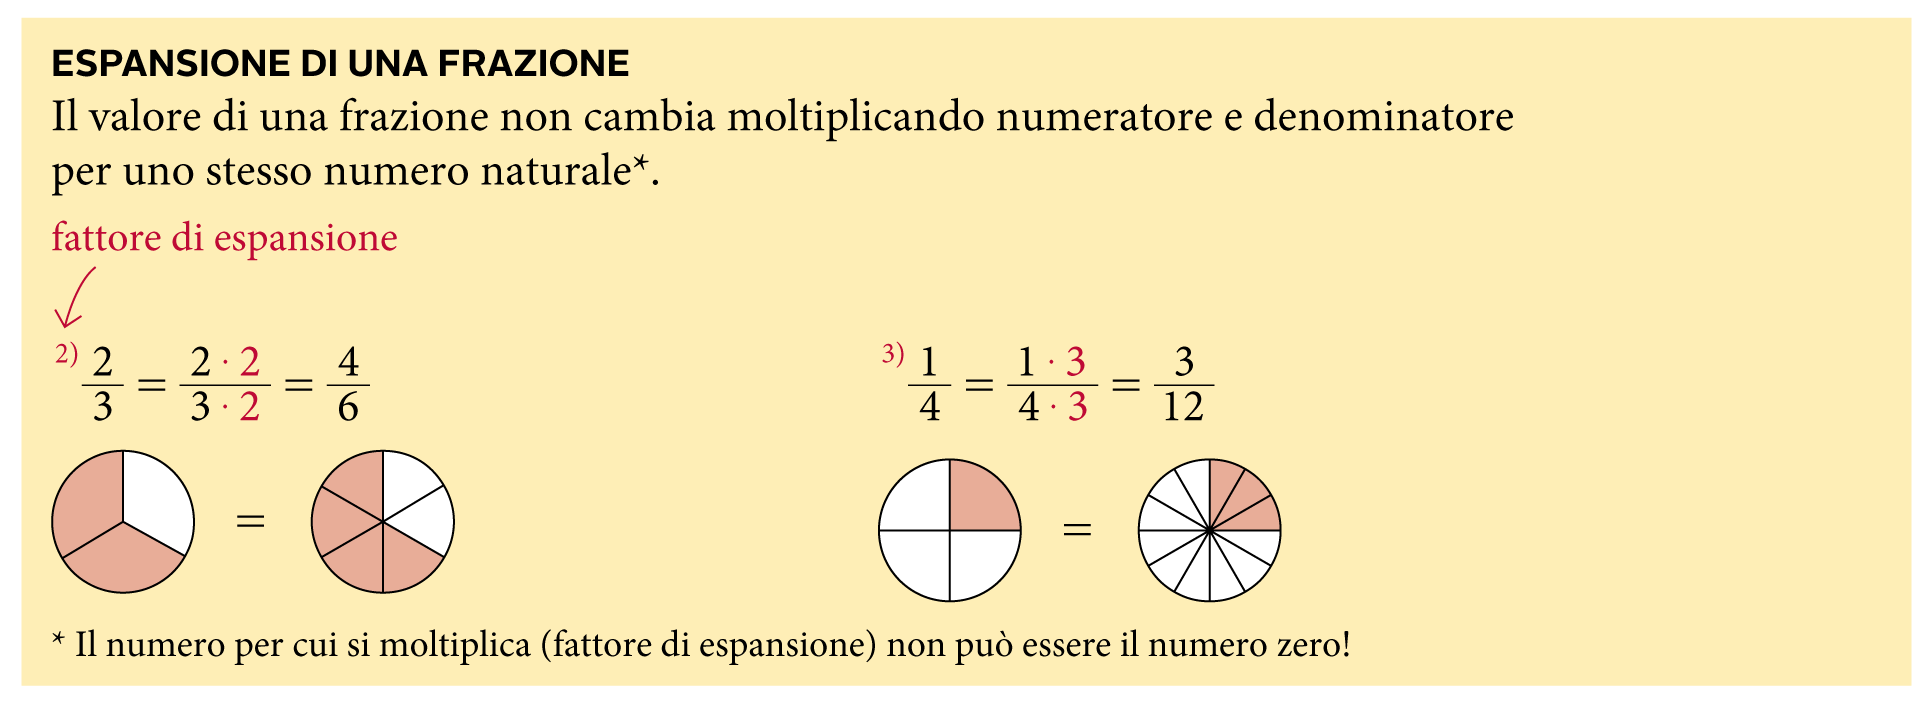 ESPANSIONE DI UNA FRAZIONE
Il valore di una frazione non cambia moltiplicando numeratore e denominatore
per uno stesso numero naturale*.
fattore di espansione
2) 2/3 = 2 · 2/3 · 2 = 4/6
3) 1/4 = 1 · 3/4 · 3 = 3/12
=
=
* Il numero per cui si moltiplica (fattore di espansione) non può essere il numero zero!